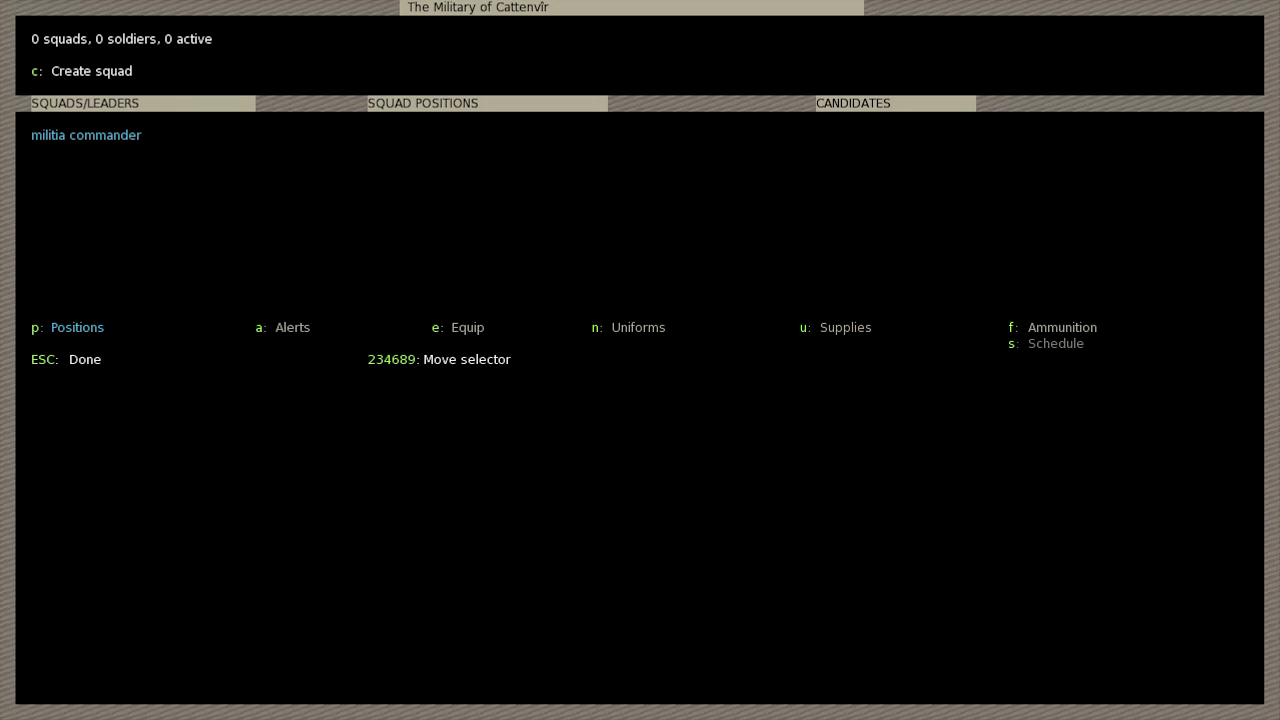 The Military of Cattenvîr
0 squads, 0 soldiers, 0 active
c: Create squad
SQUADS/LEADERS SQUAD POSITIONS CANDIDATES
militia commander
p: Positions a: Alerts e: Equip n: Uniforms u: Supplies f: Ammunition
s: Schedule
ESC: Done 234689: Move selector